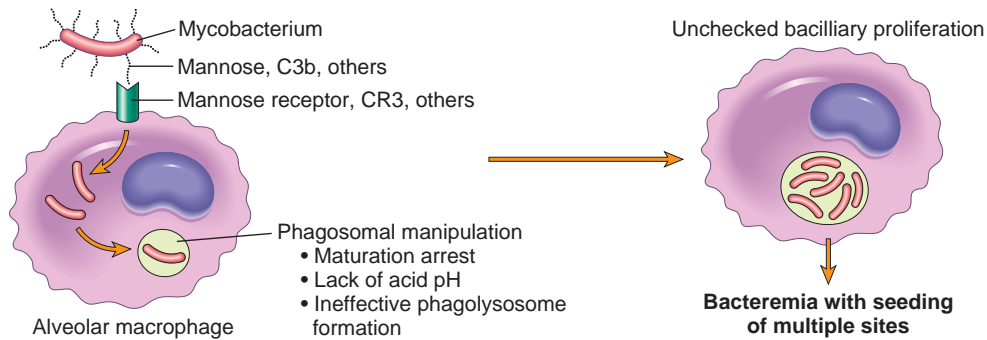 Mycobacterium
Mannose, C3b, others
Mannose receptor, CR3, others
Phagosomal manipulation
• Maturation arrest
• Lack of acid pH
• Ineffective phagolysosome
formation
Alveolar macrophage
Unchecked bacilliary proliferation
Bacteremia with seeding
of multiple sites